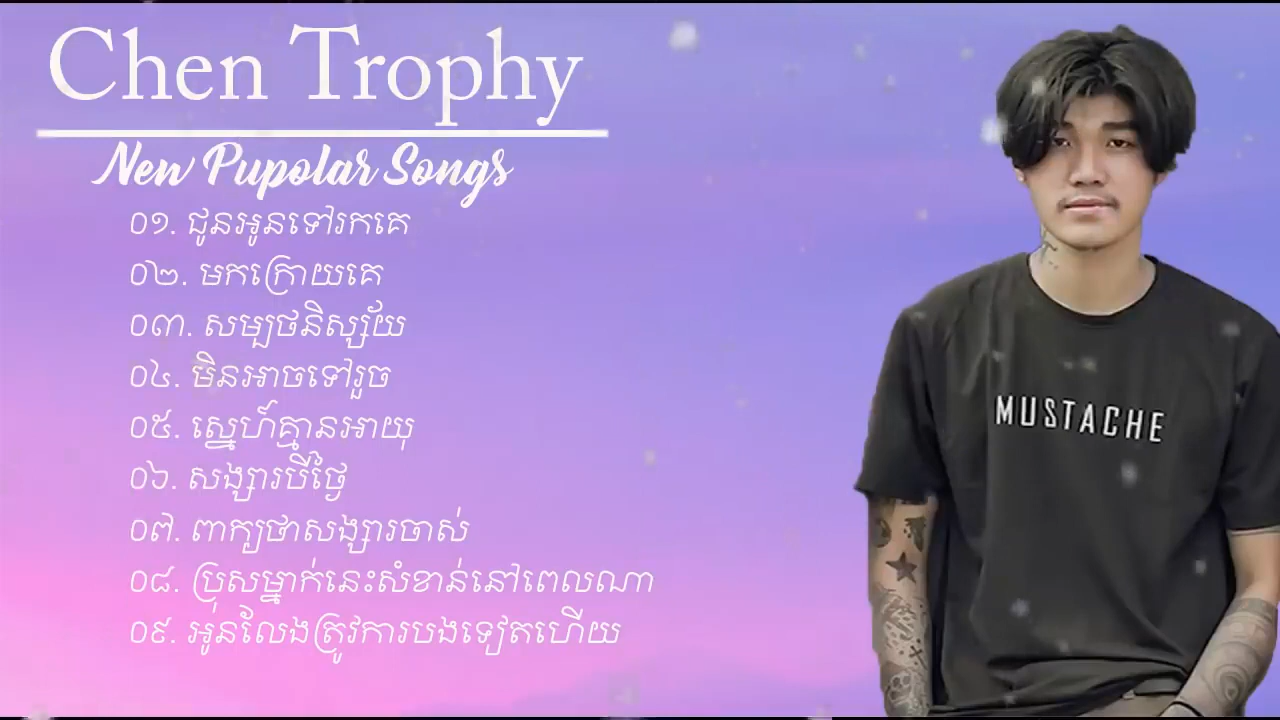 Chen Trophy
New Pupolar Songs
០១. ជូនអូនទៅរកគេ
០២. មកក្រោយគេ
០៣. សម្បថនិស្ស័យ
០៤. មិនអាចទៅរួច
០៥. ស្នេហ៍គ្មានអាយុ
០៦. សង្សារបីថ្ងៃ
០៧. ពាក្យថាសង្សារចាស់
០៨. ប្រុសម្នាក់នេះសំខាន់នៅពេលណា
០៩. អូនលែងត្រូវការបងទៀតហើយ
MUSTACHE